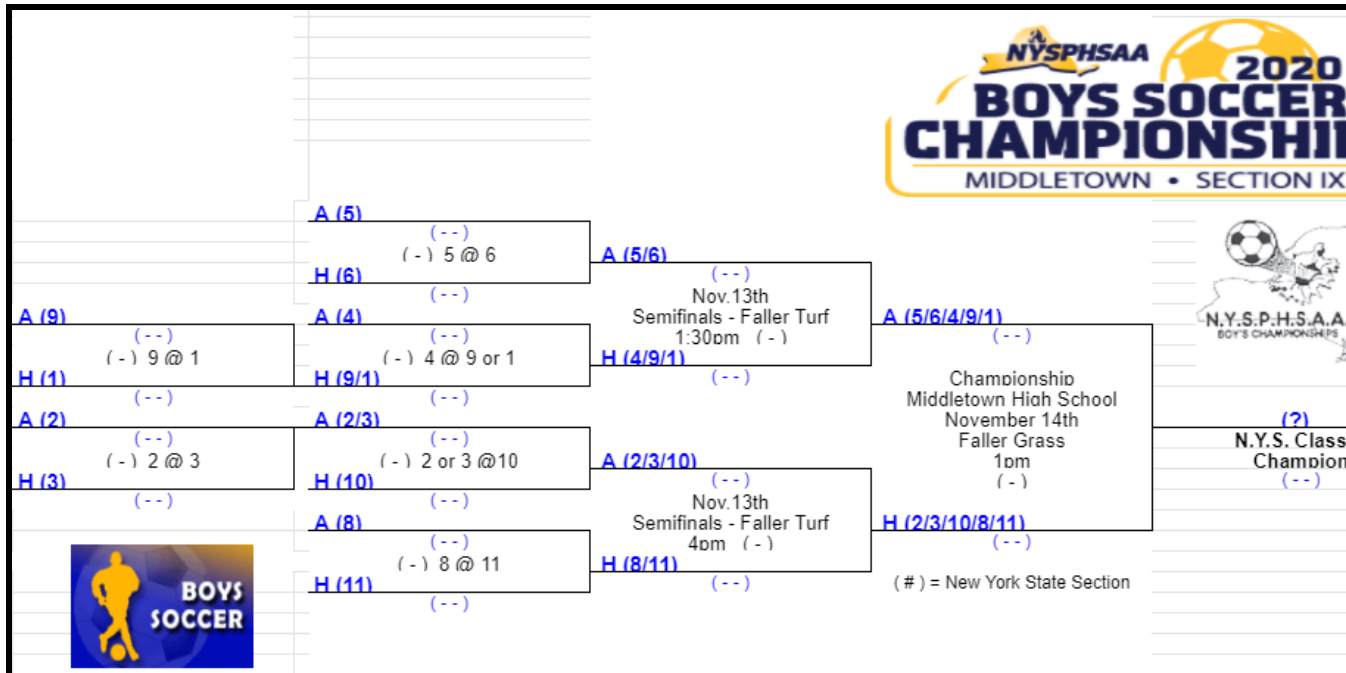 NYSPHSAA
2020
BOYS SOCCER
CHAMPIONSHI
MIDDLETOWN • SECTION IX
A (5)
(--)
(-) 5 @ 6
H (6)
(--)
A (5/6)
(--)
Nov.13th
Semifinals - Faller Turf
1:30pm (-)
H (4/9/1)
(--)
A (9)
(--)
(-) 9 @ 1
H (1)
(--)
A (4)
(--)
(-) 4 @ 9 or 1
H (9/1)
(--)
A (5/6/4/9/1)
(--)
Championship
Middletown High School
November 14th
Faller Grass
1pm
(-)
H (2/3/10/8/11)
(--)
N.Y.S.P.H.S.A.A.
BOY'S CHAMPIONSHIPS
(?)
N.Y.S. Class
Champion
(--)
A (2)
(--)
(-) 2 @ 3
H (3)
(--)
A (2/3)
(--)
(-) 2 or 3 @10
H (10)
(--)
A (2/3/10)
(--)
Nov.13th
Semifinals - Faller Turf
4pm (-)
H (8/11)
(--)
A (8)
(--)
(-) 8 @ 11
H (11)
(--)
(#) = New York State Section
BOYS
SOCCER